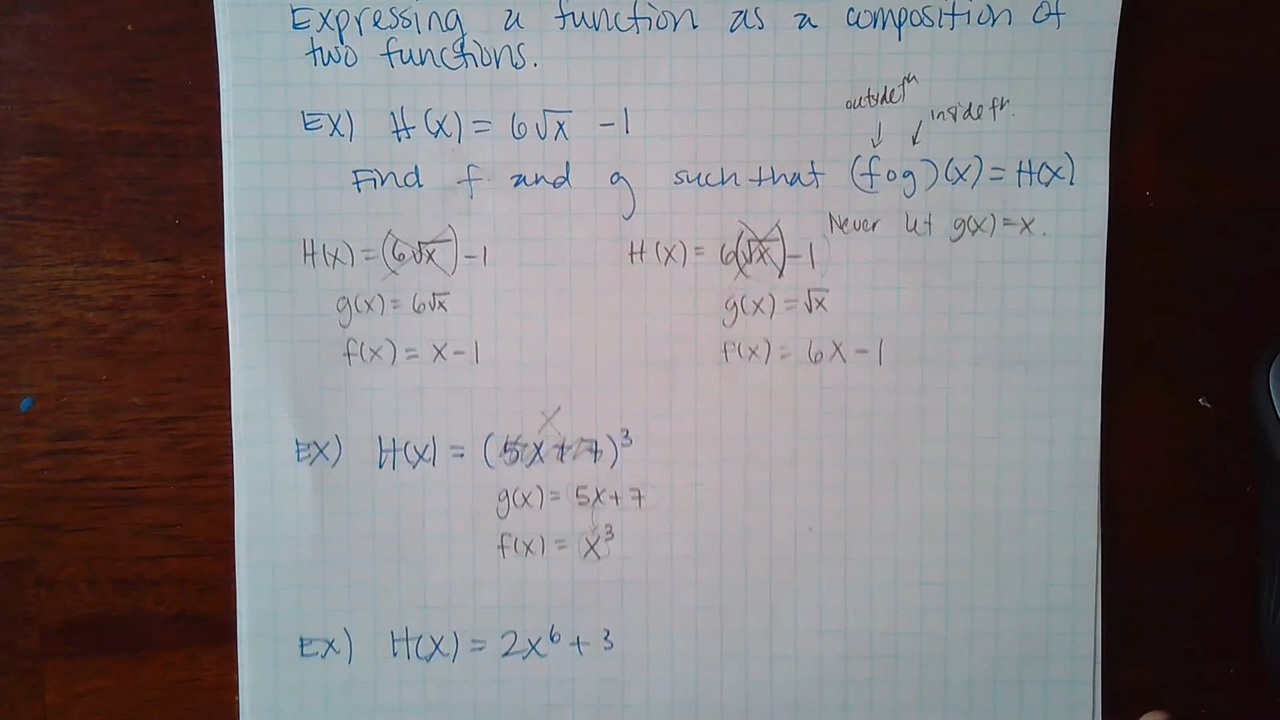 Expressing a function as a composition of
two functions.
outside fn
inside fn.
EX) H(x) = 6√x - 1
Find f and g such that (fog)(x) = H(x)
Never let g(x)=x.
H(x) = (6√x) - 1
H(x) = 6(√x) - 1
g(x) = 6√x
g(x) = √x
f(x) = x - 1
f(x) = 6x - 1
x
EX) H(x) = (5x + 7)³
g(x) = 5x + 7
f(x) = x³
EX) H(x) = 2x⁶ + 3